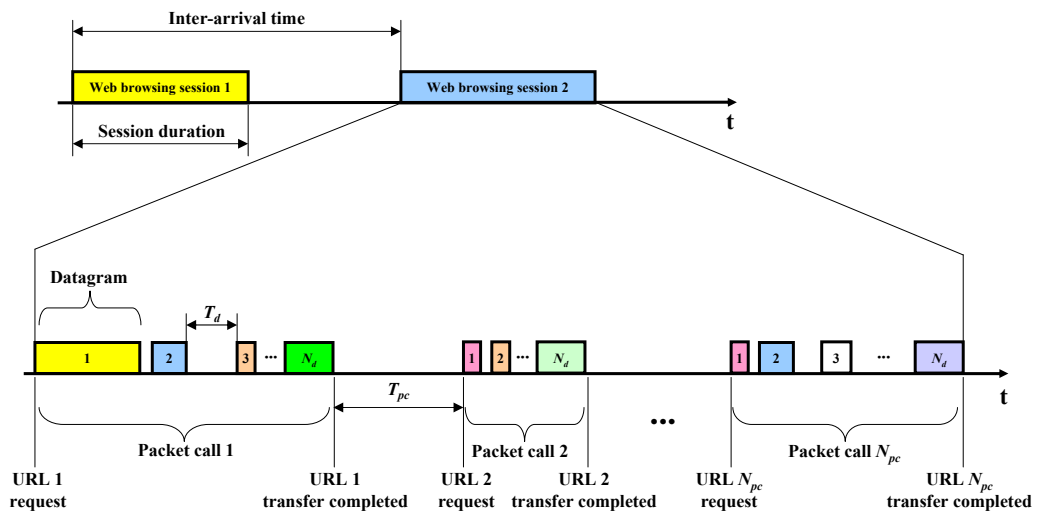 Inter-arrival time
Web browsing session 1
Web browsing session 2
t
Session duration
Datagram
T_d
1
2
3
...
N_d
1
2
...
N_d
1
2
3
...
N_d
t
T_pc
...
Packet call 1
Packet call 2
Packet call N_pc
URL 1
request
URL 1
transfer completed
URL 2
request
URL 2
transfer completed
URL N_pc
request
URL N_pc
transfer completed